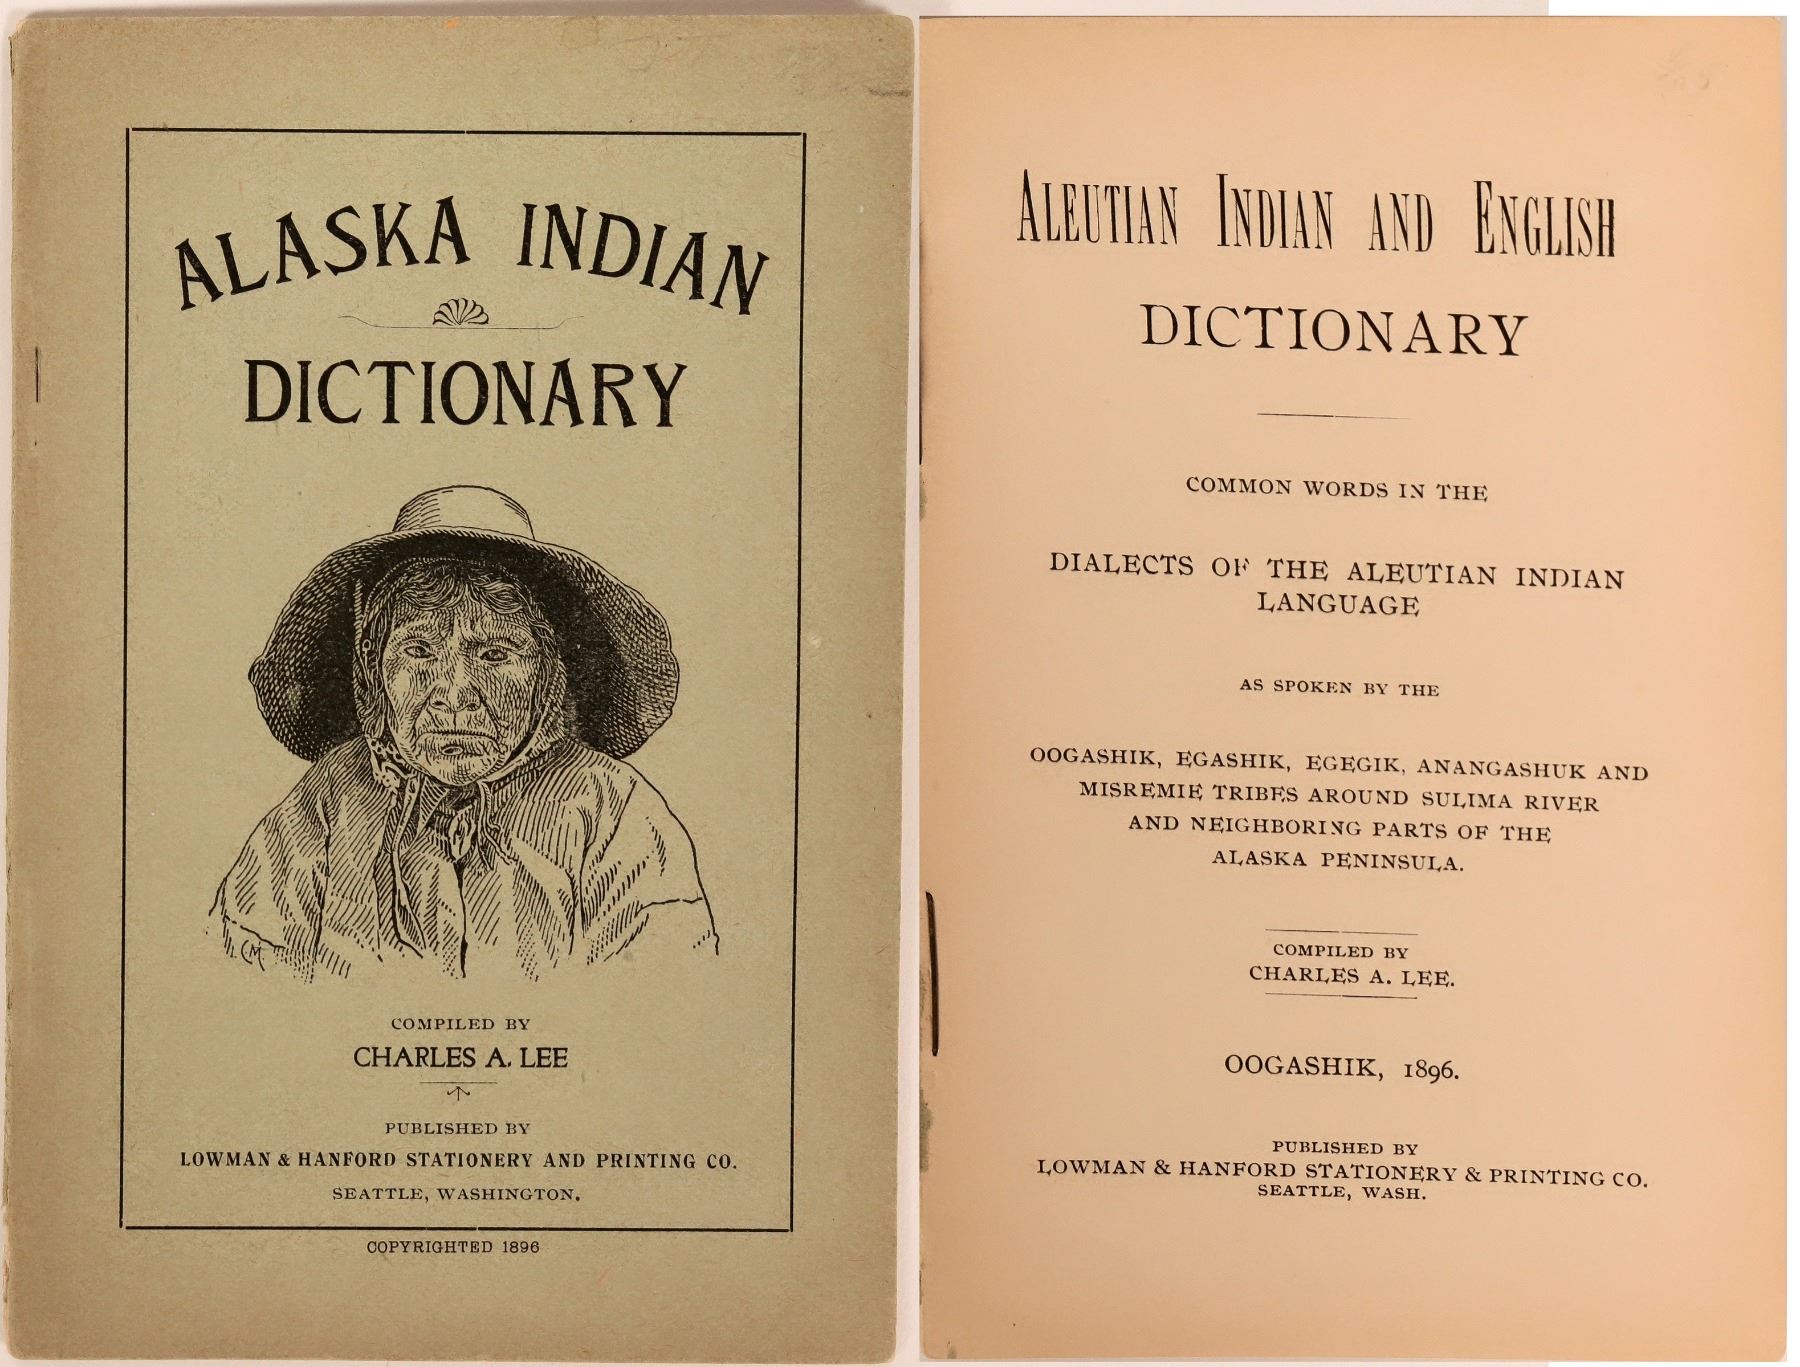 ALASKA INDIAN
DICTIONARY
CM
COMPILED BY
CHARLES A. LEE
PUBLISHED BY
LOWMAN & HANFORD STATIONERY AND PRINTING CO.
SEATTLE, WASHINGTON.
COPYRIGHTED 1896
ALEUTIAN INDIAN AND ENGLISH
DICTIONARY
COMMON WORDS IN THE
DIALECTS OF THE ALEUTIAN INDIAN
LANGUAGE
AS SPOKEN BY THE
OOGASHIK, EGASHIK, EGEGIK, ANANGASHUK AND
MISREMIE TRIBES AROUND SULIMA RIVER
AND NEIGHBORING PARTS OF THE
ALASKA PENINSULA.
COMPILED BY
CHARLES A. LEE.
OOGASHIK, 1896.
PUBLISHED BY
LOWMAN & HANFORD STATIONERY & PRINTING CO.
SEATTLE, WASH.